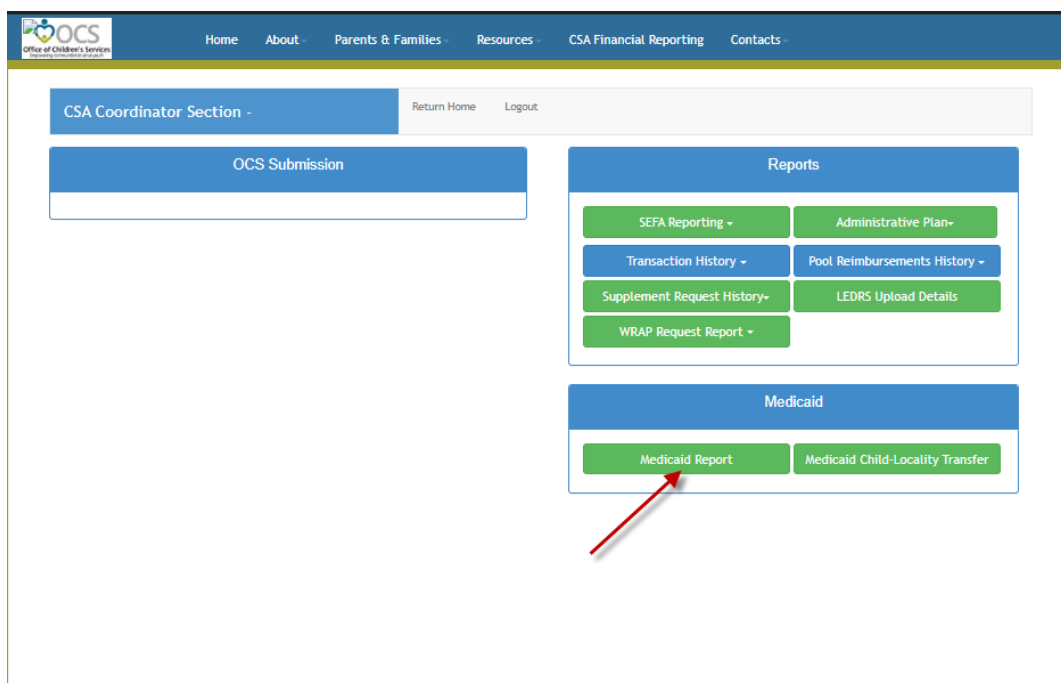 OCS
Office of Children's Services
Home About Parents & Families Resources CSA Financial Reporting Contacts
CSA Coordinator Section -
Return Home Logout
OCS Submission
Reports
SEFA Reporting
Administrative Plan
Transaction History
Pool Reimbursements History
Supplement Request History
LEDRS Upload Details
WRAP Request Report
Medicaid
Medicaid Report
Medicaid Child-Locality Transfer